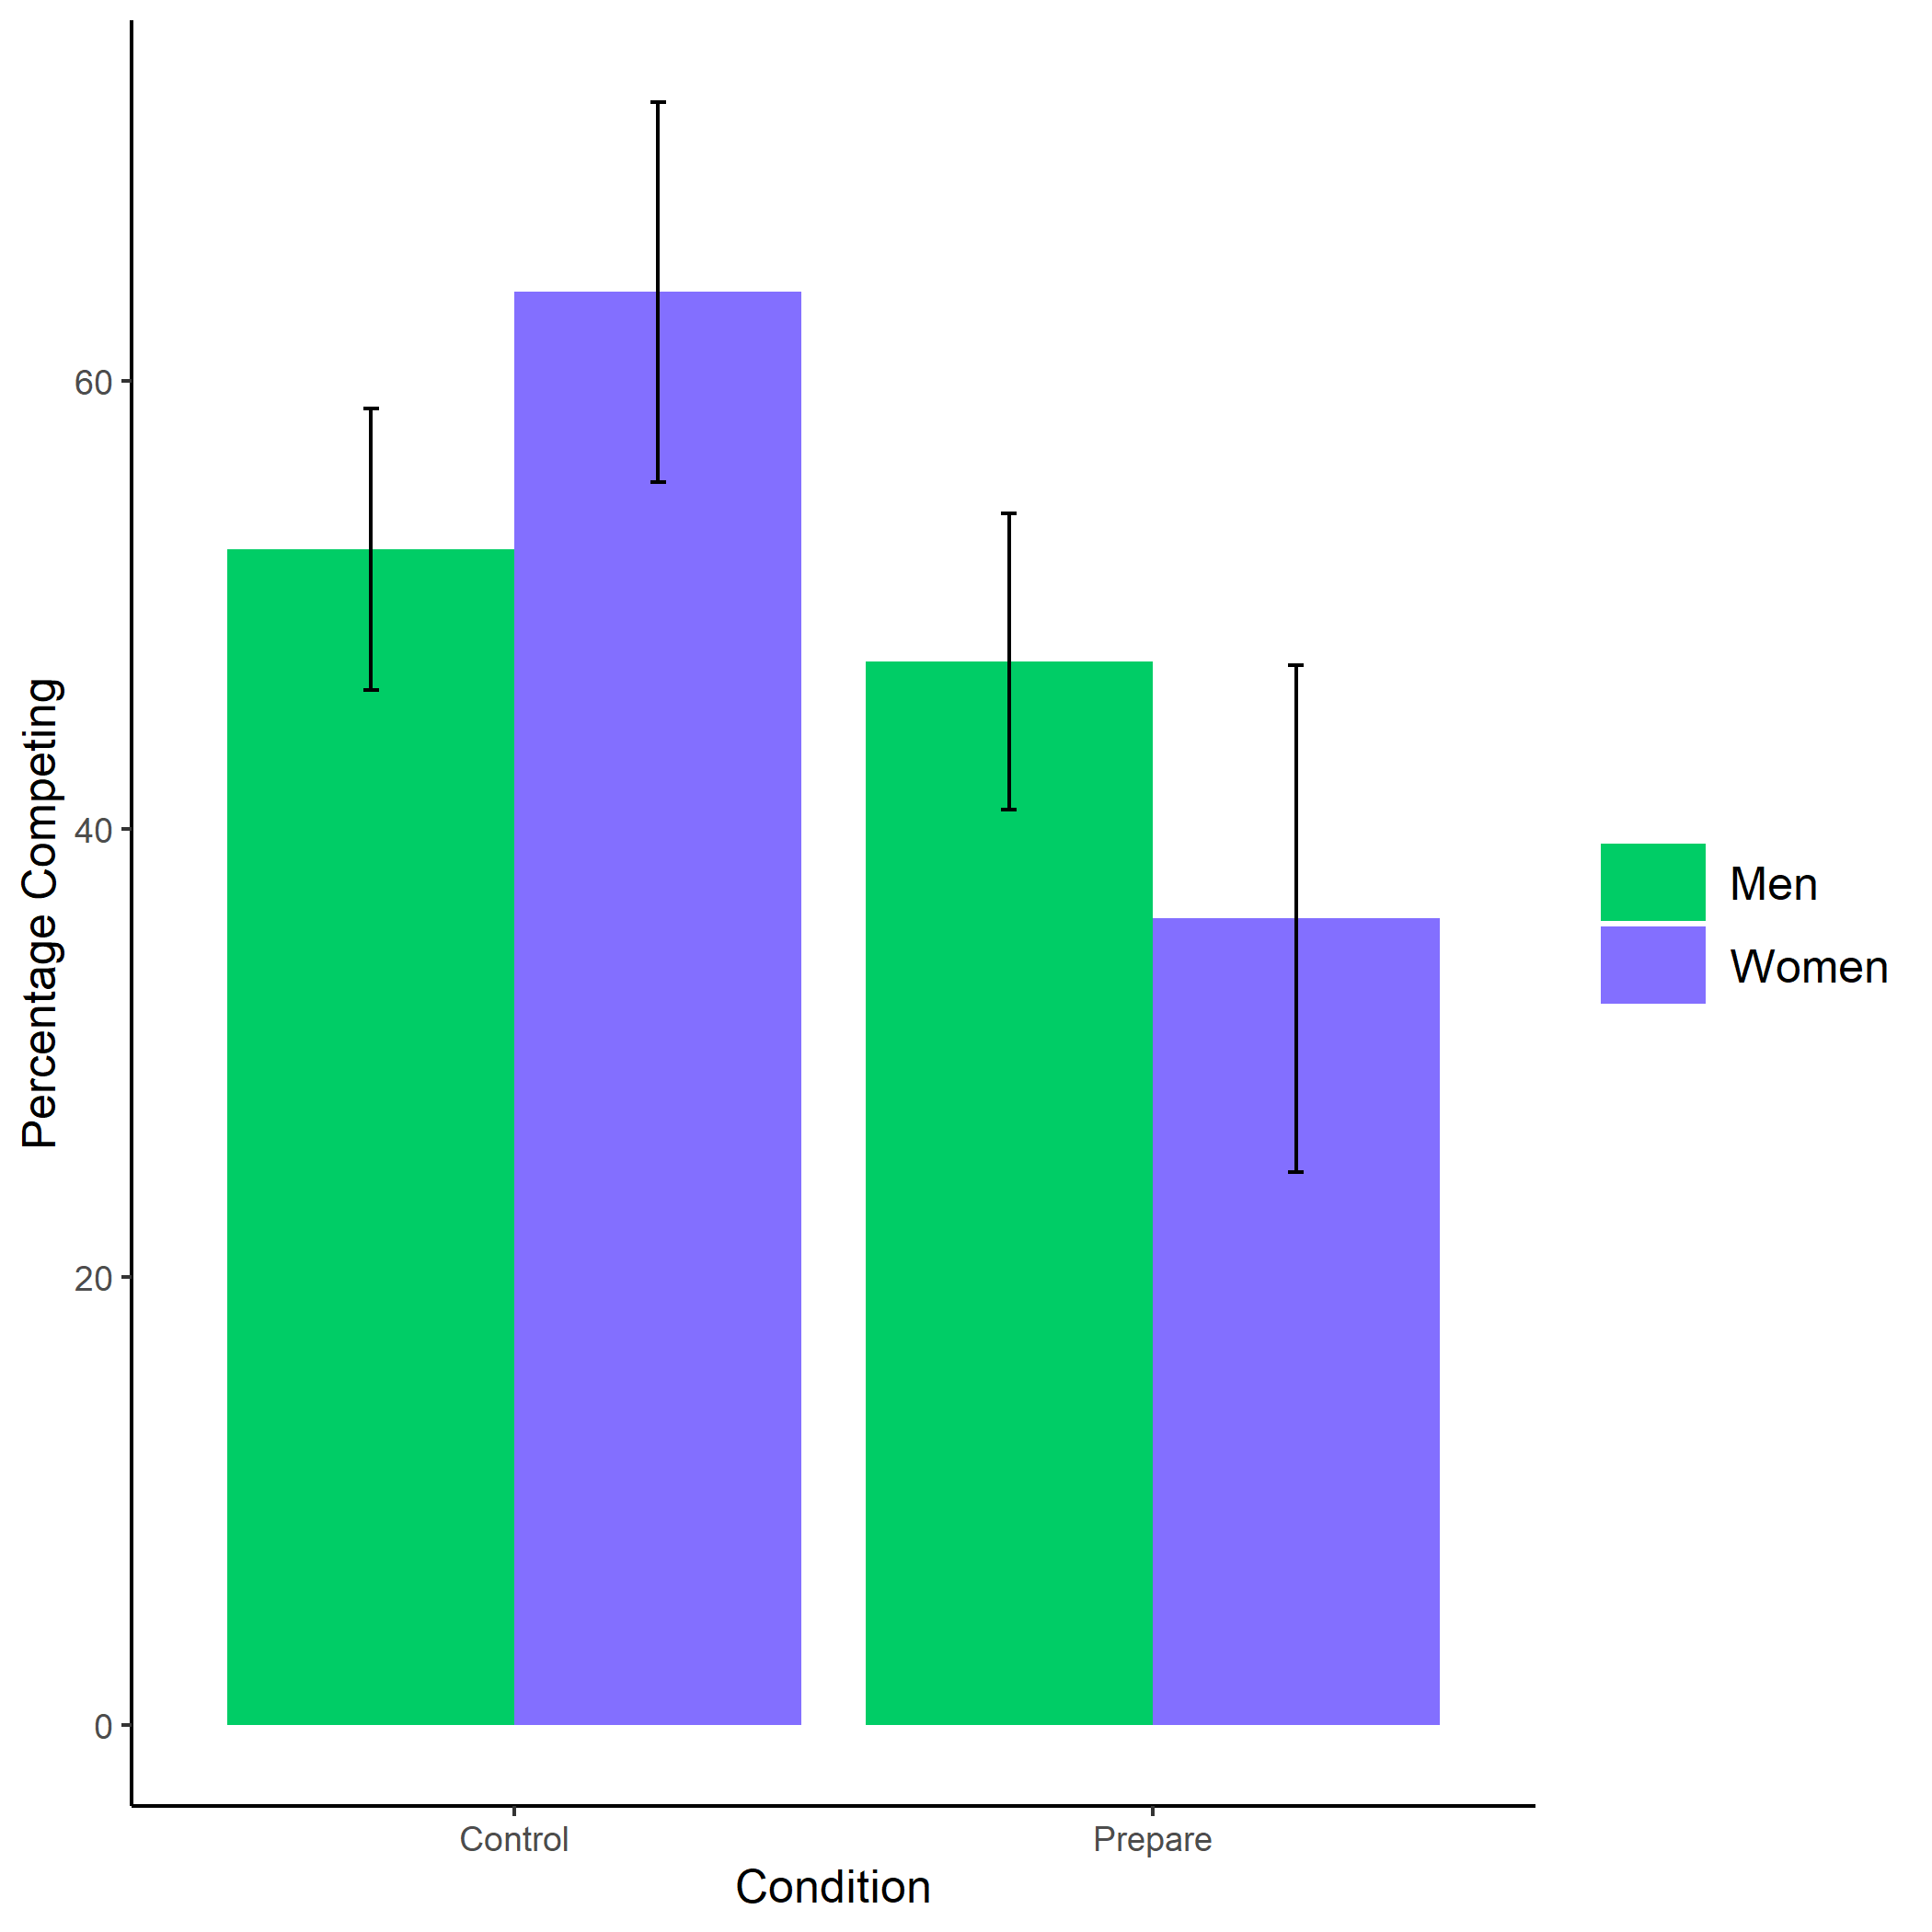 Percentage Competing
60
40
20
0
Control
Prepare
Condition
Men
Women